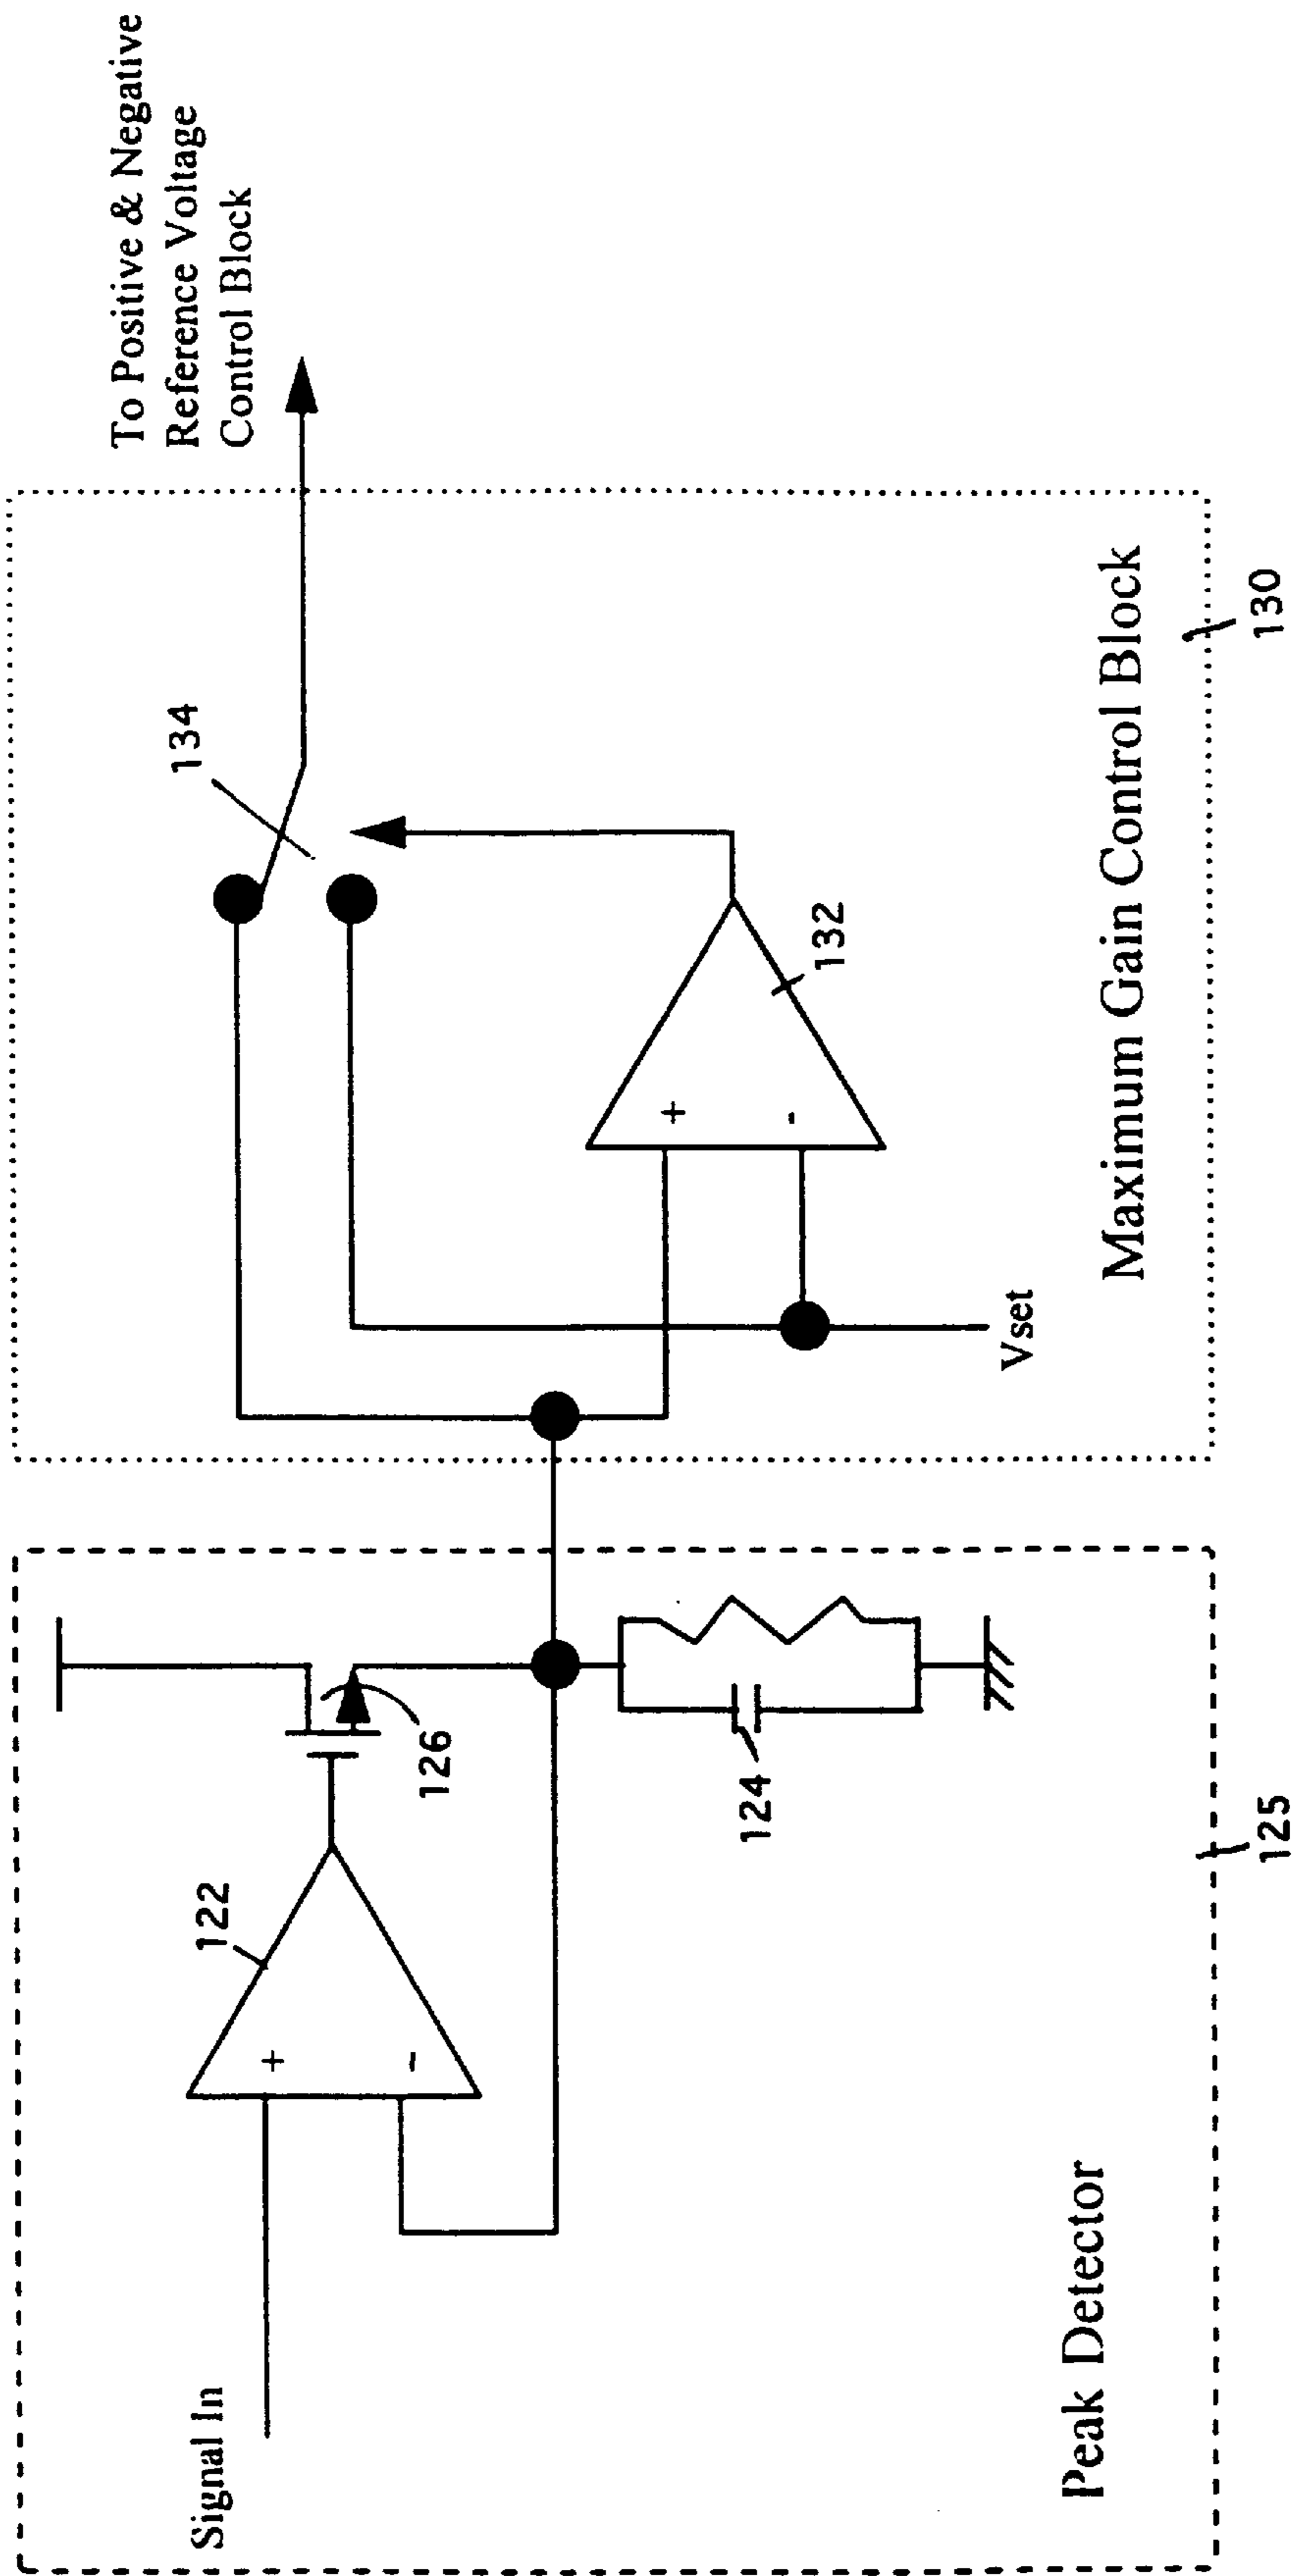 Signal In
122
+
-
126
124
Peak Detector
125
To Positive & Negative
Reference Voltage
Control Block
134
+
-
132
Vset
Maximum Gain Control Block
130